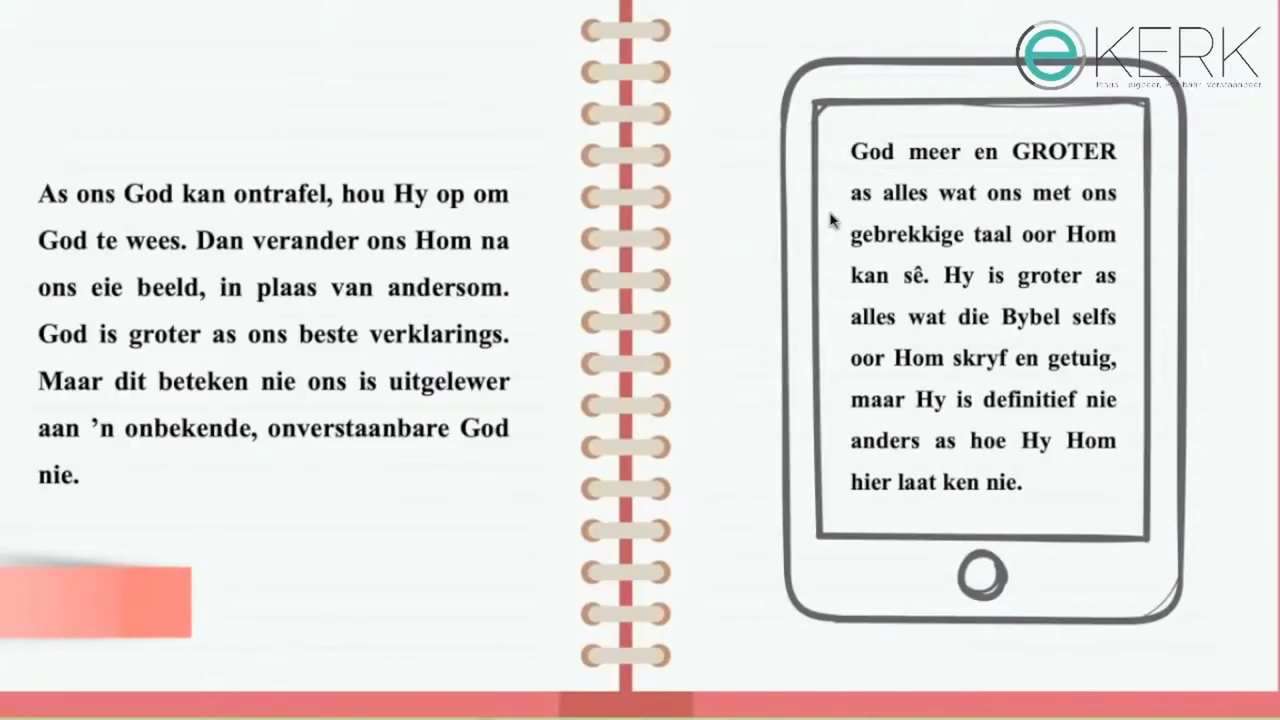 As ons God kan ontrafel, hou Hy op om
God te wees. Dan verander ons Hom na
ons eie beeld, in plaas van andersom.
God is groter as ons beste verklarings.
Maar dit beteken nie ons is uitgelewer
aan ’n onbekende, onverstaanbare God
nie.
e KERK
God meer en GROTER
as alles wat ons met ons
gebrekkige taal oor Hom
kan sê. Hy is groter as
alles wat die Bybel selfs
oor Hom skryf en getuig,
maar Hy is definitief nie
anders as hoe Hy Hom
hier laat ken nie.